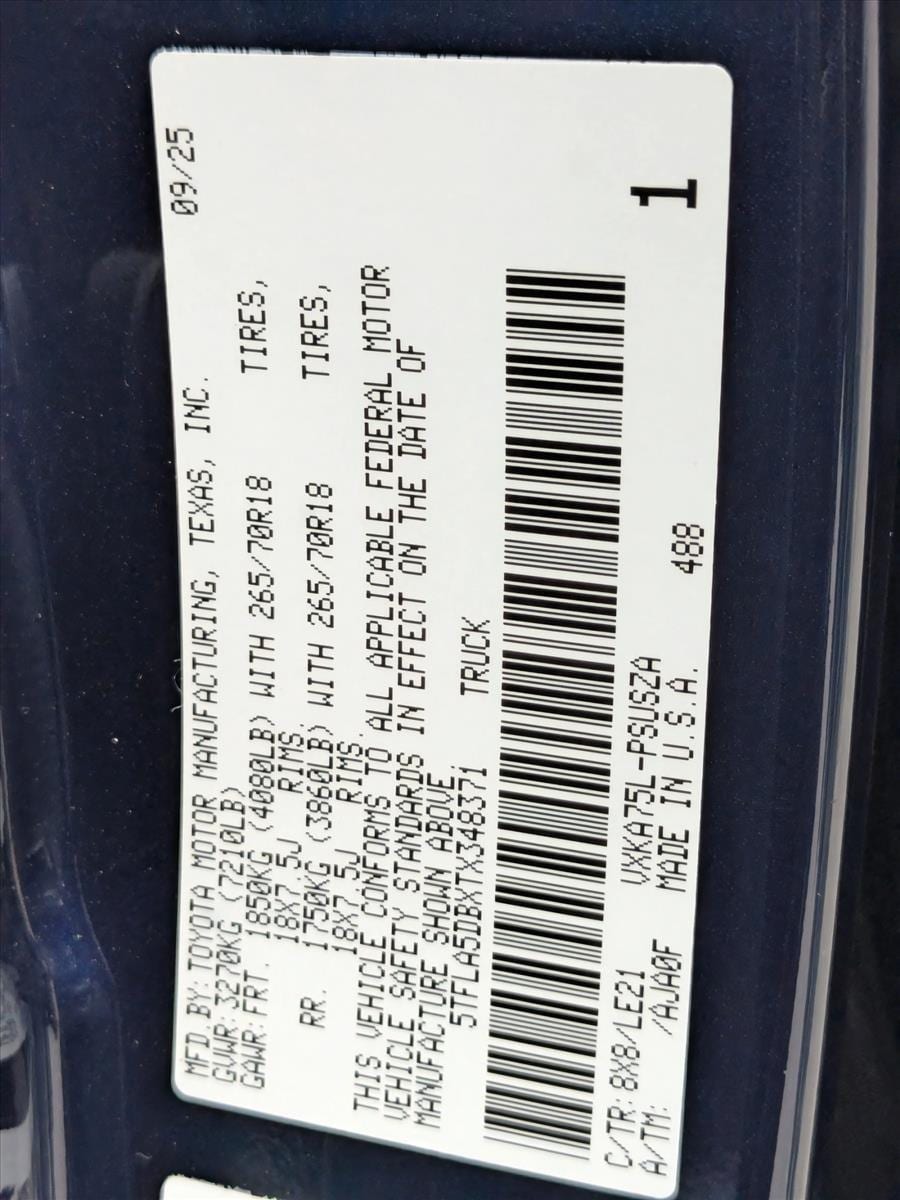 MFD.BY:TOYOTA MOTOR MANUFACTURING, TEXAS, INC. 09/25
GVWR:3270KG (7210LB)
GAWR:FRT. 1850KG (4080LB) WITH 265/70R18 TIRES,
18X7.5J RIMS.
RR. 1750KG (3860LB) WITH 265/70R18 TIRES,
18X7.5J RIMS.
THIS VEHICLE CONFORMS TO ALL APPLICABLE FEDERAL MOTOR
VEHICLE SAFETY STANDARDS IN EFFECT ON THE DATE OF
MANUFACTURE SHOWN ABOVE.
5TFLA5DBXTX348371 TRUCK
C/TR:8X8/LE21 VXKA75L-PSUSZA 1
A/TM: /AJA0F MADE IN U.S.A. 488